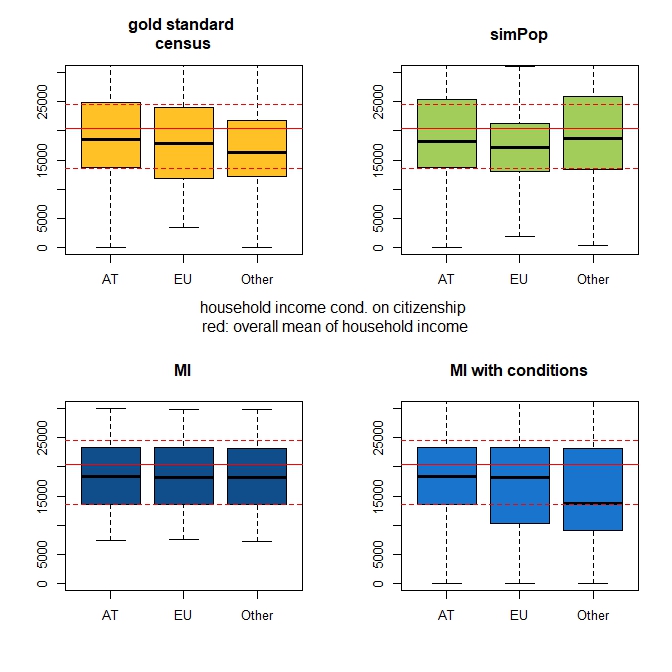 gold standard
census
simPop
25000
15000
5000
0
AT EU Other
25000
15000
5000
0
AT EU Other
household income cond. on citizenship
red: overall mean of household income
MI
MI with conditions
25000
15000
5000
0
AT EU Other
25000
15000
5000
0
AT EU Other